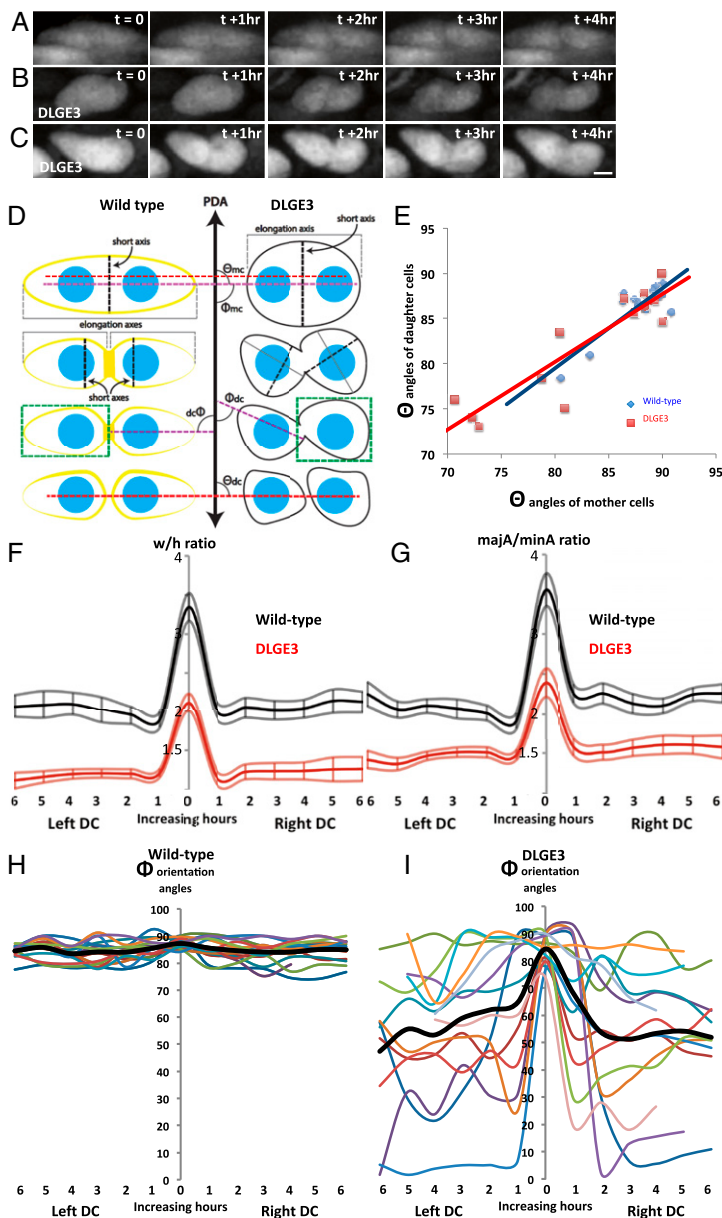 A
t = 0
t +1hr
t +2hr
t +3hr
t +4hr
B
t = 0
t +1hr
t +2hr
t +3hr
t +4hr
DLGE3
C
t = 0
t +1hr
t +2hr
t +3hr
t +4hr
DLGE3
D
Wild type
PDA
DLGE3
elongation axis
short axis
short axis
Θmc
Φmc
elongation axes
short axes
dcΦ
Φdc
Θdc
E
95
90
85
80
75
70
70
75
80
85
90
95
Θ angles of daughter cells
Wild-type
DLGE3
Θ angles of mother cells
F
w/h ratio
4
3
2
1.5
Wild-type
DLGE3
6 5 4 3 2 1 0 1 2 3 4 5 6
Left DC
Increasing hours
Right DC
G
majA/minA ratio
4
3
2
1.5
Wild-type
DLGE3
6 5 4 3 2 1 0 1 2 3 4 5 6
Left DC
Increasing hours
Right DC
H
Wild-type
Φ orientation
angles
100
90
80
70
60
50
40
30
20
10
0
6 5 4 3 2 1 0 1 2 3 4 5 6
Left DC
Increasing hours
Right DC
I
DLGE3
Φ orientation
angles
100
90
80
70
60
50
40
30
20
10
0
6 5 4 3 2 1 0 1 2 3 4 5 6
Left DC
Increasing hours
Right DC